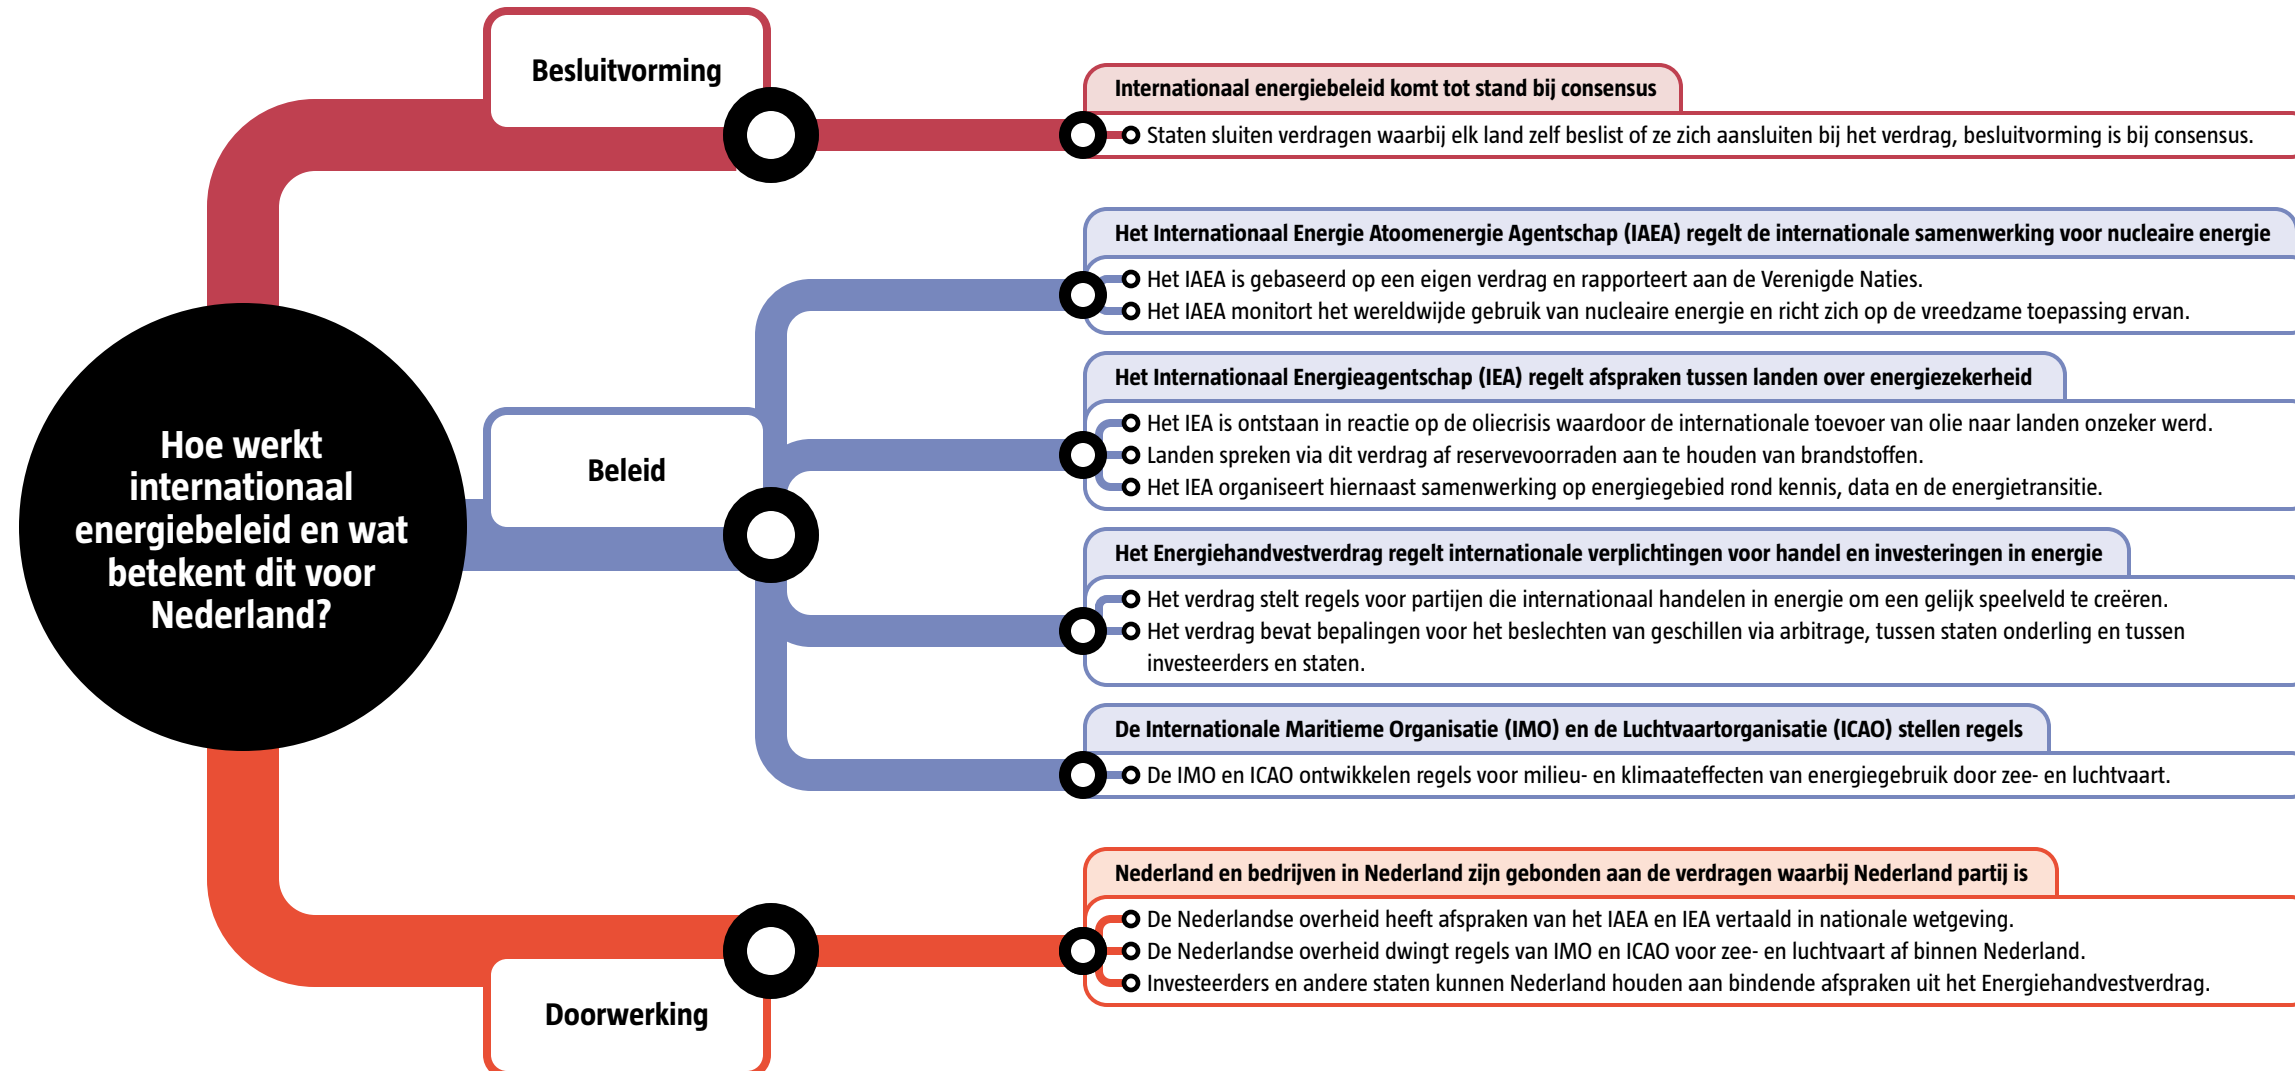 Hoe werkt
internationaal
energiebeleid en wat
betekent dit voor
Nederland?
Besluitvorming
Internationaal energiebeleid komt tot stand bij consensus
Staten sluiten verdragen waarbij elk land zelf beslist of ze zich aansluiten bij het verdrag, besluitvorming is bij consensus.
Beleid
Het Internationaal Energie Atoomenergie Agentschap (IAEA) regelt de internationale samenwerking voor nucleaire energie
Het IAEA is gebaseerd op een eigen verdrag en rapporteert aan de Verenigde Naties.
Het IAEA monitort het wereldwijde gebruik van nucleaire energie en richt zich op de vreedzame toepassing ervan.
Het Internationaal Energieagentschap (IEA) regelt afspraken tussen landen over energiezekerheid
Het IEA is ontstaan in reactie op de oliecrisis waardoor de internationale toevoer van olie naar landen onzeker werd.
Landen spreken via dit verdrag af reservevoorraden aan te houden van brandstoffen.
Het IEA organiseert hiernaast samenwerking op energiegebied rond kennis, data en de energietransitie.
Het Energiehandvestverdrag regelt internationale verplichtingen voor handel en investeringen in energie
Het verdrag stelt regels voor partijen die internationaal handelen in energie om een gelijk speelveld te creëren.
Het verdrag bevat bepalingen voor het beslechten van geschillen via arbitrage, tussen staten onderling en tussen
investeerders en staten.
De Internationale Maritieme Organisatie (IMO) en de Luchtvaartorganisatie (ICAO) stellen regels
De IMO en ICAO ontwikkelen regels voor milieu- en klimaateffecten van energiegebruik door zee- en luchtvaart.
Doorwerking
Nederland en bedrijven in Nederland zijn gebonden aan de verdragen waarbij Nederland partij is
De Nederlandse overheid heeft afspraken van het IAEA en IEA vertaald in nationale wetgeving.
De Nederlandse overheid dwingt regels van IMO en ICAO voor zee- en luchtvaart af binnen Nederland.
Investeerders en andere staten kunnen Nederland houden aan bindende afspraken uit het Energiehandvestverdrag.